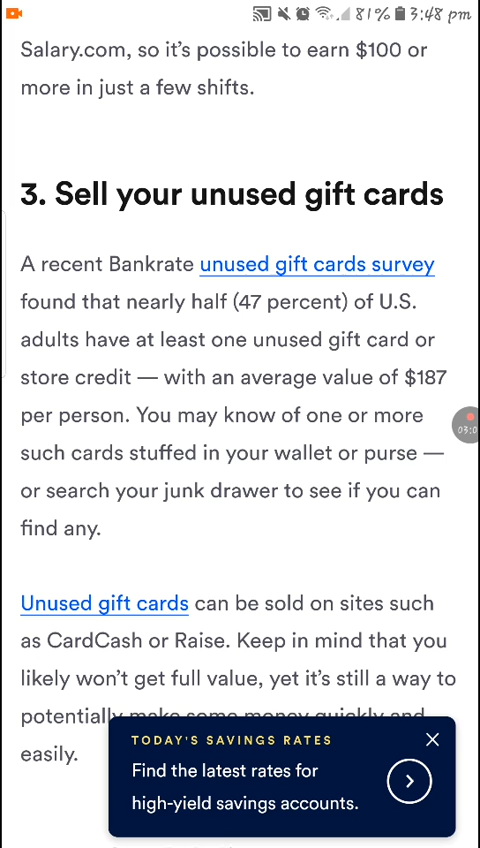 81% 3:48 pm
Salary.com, so it's possible to earn $100 or
more in just a few shifts.
3. Sell your unused gift cards
A recent Bankrate unused gift cards survey
found that nearly half (47 percent) of U.S.
adults have at least one unused gift card or
store credit — with an average value of $187
per person. You may know of one or more
such cards stuffed in your wallet or purse —
or search your junk drawer to see if you can
find any.
Unused gift cards can be sold on sites such
as CardCash or Raise. Keep in mind that you
likely won't get full value, yet it's still a way to
potentially make some money quickly and
easily.
TODAY'S SAVINGS RATES
Find the latest rates for
high-yield savings accounts.